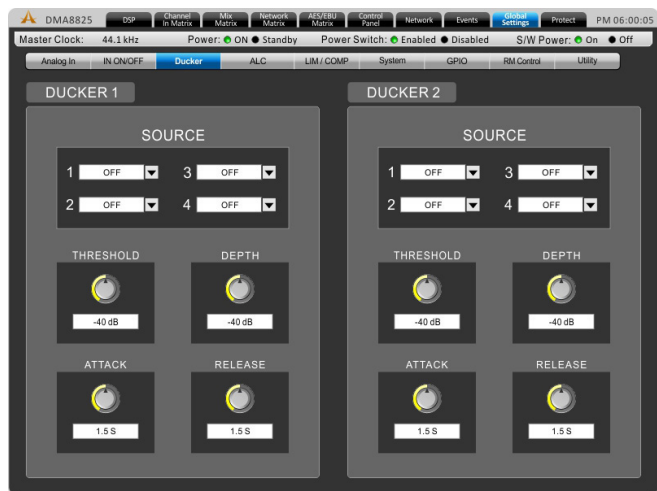 DMA8825 DSP Channel In Matrix Mix Matrix Network Matrix AES/EBU Matrix Control Panel Network Events Global Settings Protect PM 06:00:05
Master Clock: 44.1 kHz Power: ON Standby Power Switch: Enabled Disabled S/W Power: On Off
Analog In IN ON/OFF Ducker ALC LIM / COMP System GPIO RM Control Utility
DUCKER 1 DUCKER 2
SOURCE SOURCE
1 OFF 3 OFF 1 OFF 3 OFF
2 OFF 4 OFF 2 OFF 4 OFF
THRESHOLD DEPTH THRESHOLD DEPTH
-40 dB -40 dB -40 dB -40 dB
ATTACK RELEASE ATTACK RELEASE
1.5 S 1.5 S 1.5 S 1.5 S